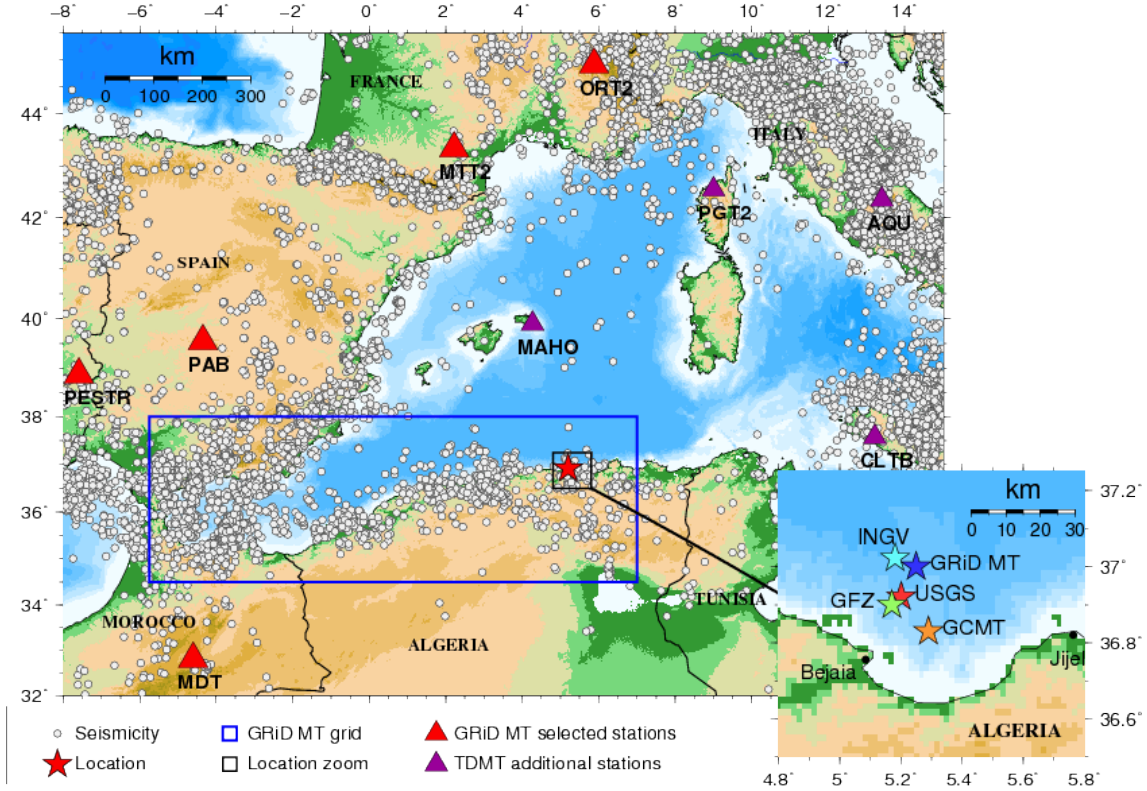 −8 −6 −4 −2 0 2 4 6 8 10 12 14
km
0 100 200 300
FRANCE
ORT2
44°
ITALY
MTT2
PGT2
42°
AQU
SPAIN
40°
MAHO
PAB
PESTR
38°
CLTB
36°
34°
TUNISIA
MOROCCO
ALGERIA
MDT
32°
km
0 10 20 30
37.2°
INGV
GRiD MT
37°
GFZ
USGS
GCMT
36.8°
Bejaia
Jijel
ALGERIA
36.6°
4.8° 5° 5.2° 5.4° 5.6° 5.8°
Seismicity
GRiD MT grid
GRiD MT selected stations
Location
Location zoom
TDMT additional stations